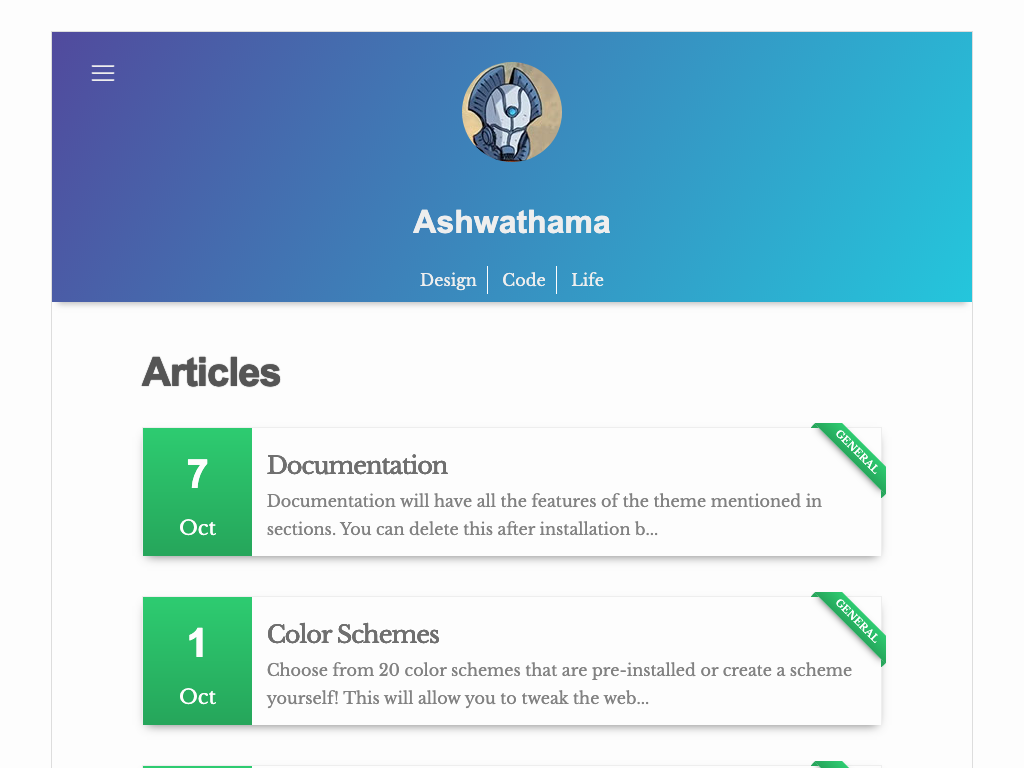 Ashwathama
Design
Code
Life
Articles
7
Oct
GENERAL
Documentation
Documentation will have all the features of the theme mentioned in
sections. You can delete this after installation b...
1
Oct
GENERAL
Color Schemes
Choose from 20 color schemes that are pre-installed or create a scheme
yourself! This will allow you to tweak the web...